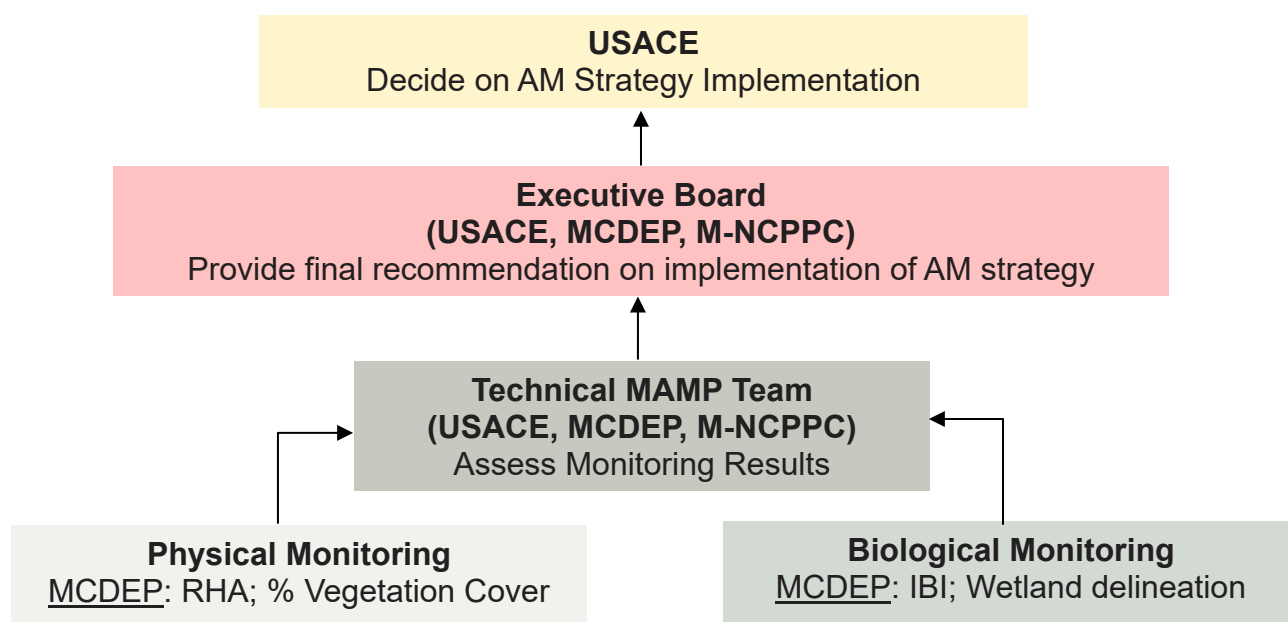 USACE
Decide on AM Strategy Implementation
Executive Board
(USACE, MCDEP, M-NCPPC)
Provide final recommendation on implementation of AM strategy
Technical MAMP Team
(USACE, MCDEP, M-NCPPC)
Assess Monitoring Results
Physical Monitoring
MCDEP: RHA; % Vegetation Cover
Biological Monitoring
MCDEP: IBI; Wetland delineation